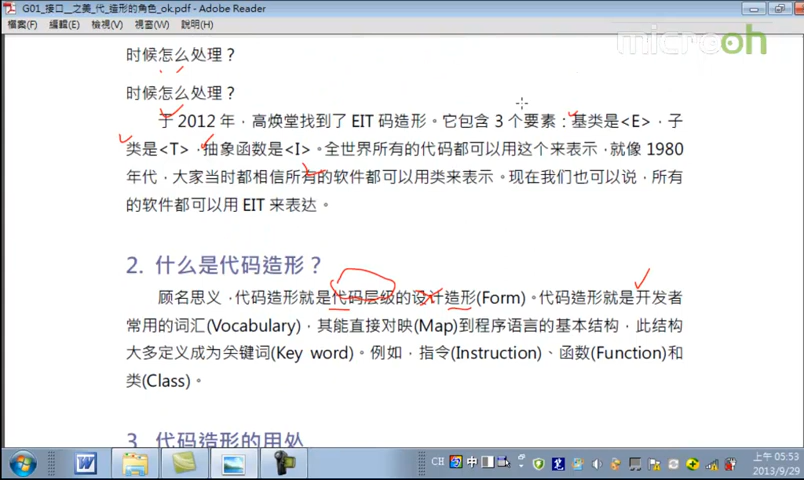 G01_接口__之美_代_造形的角色_ok.pdf - Adobe Reader
檔案(F) 編輯(E) 檢視(V) 視窗(W) 說明(H)
microoh
时候怎么处理？
时候怎么处理？
于 2012 年，高焕堂找到了 EIT 码造形。它包含 3 个要素：基类是<E>，子
类是<T>，抽象函数是<I>。全世界所有的代码都可以用这个来表示，就像 1980
年代，大家当时都相信所有的软件都可以用类来表示。现在我们也可以说，所有
的软件都可以用 EIT 来表达。
2. 什么是代码造形？
顾名思义，代码造形就是代码层级的设计造形(Form)。代码造形就是开发者
常用的词汇(Vocabulary)，其能直接对映(Map)到程序语言的基本结构，此结构
大多定义成为关键词(Key word)。例如，指令(Instruction)、函数(Function)和
类(Class)。
3. 代码造形的用处
CH 中 上午 05:53
2013/9/29